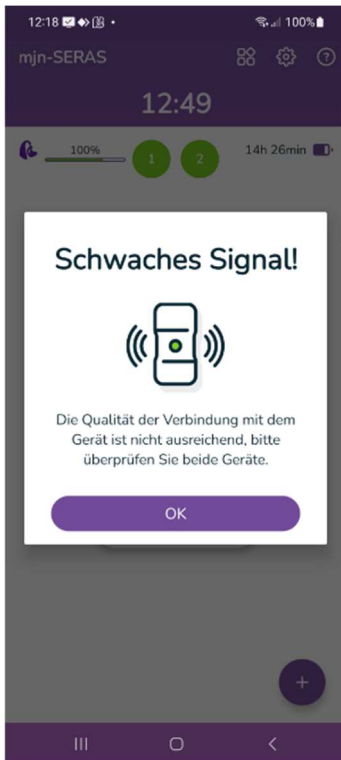 12:18
100%
mjn-SERAS
12:49
100%
1
2
14h 26min
Schwaches Signal!
Die Qualität der Verbindung mit dem
Gerät ist nicht ausreichend, bitte
überprüfen Sie beide Geräte.
OK